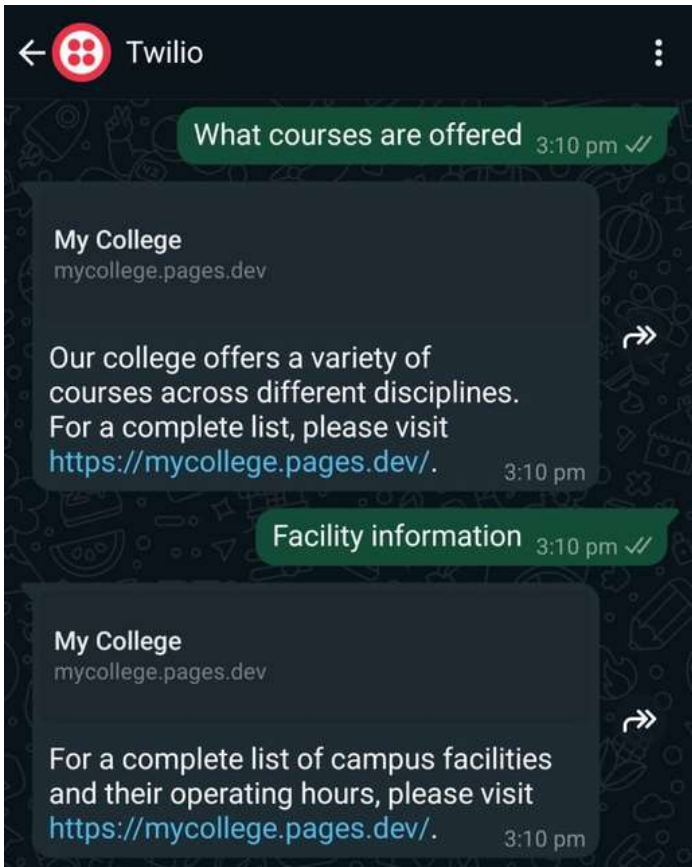 Twilio
What courses are offered 3:10 pm
My College
mycollege.pages.dev
Our college offers a variety of
courses across different disciplines.
For a complete list, please visit
https://mycollege.pages.dev/. 3:10 pm
Facility information 3:10 pm
My College
mycollege.pages.dev
For a complete list of campus facilities
and their operating hours, please visit
https://mycollege.pages.dev/. 3:10 pm